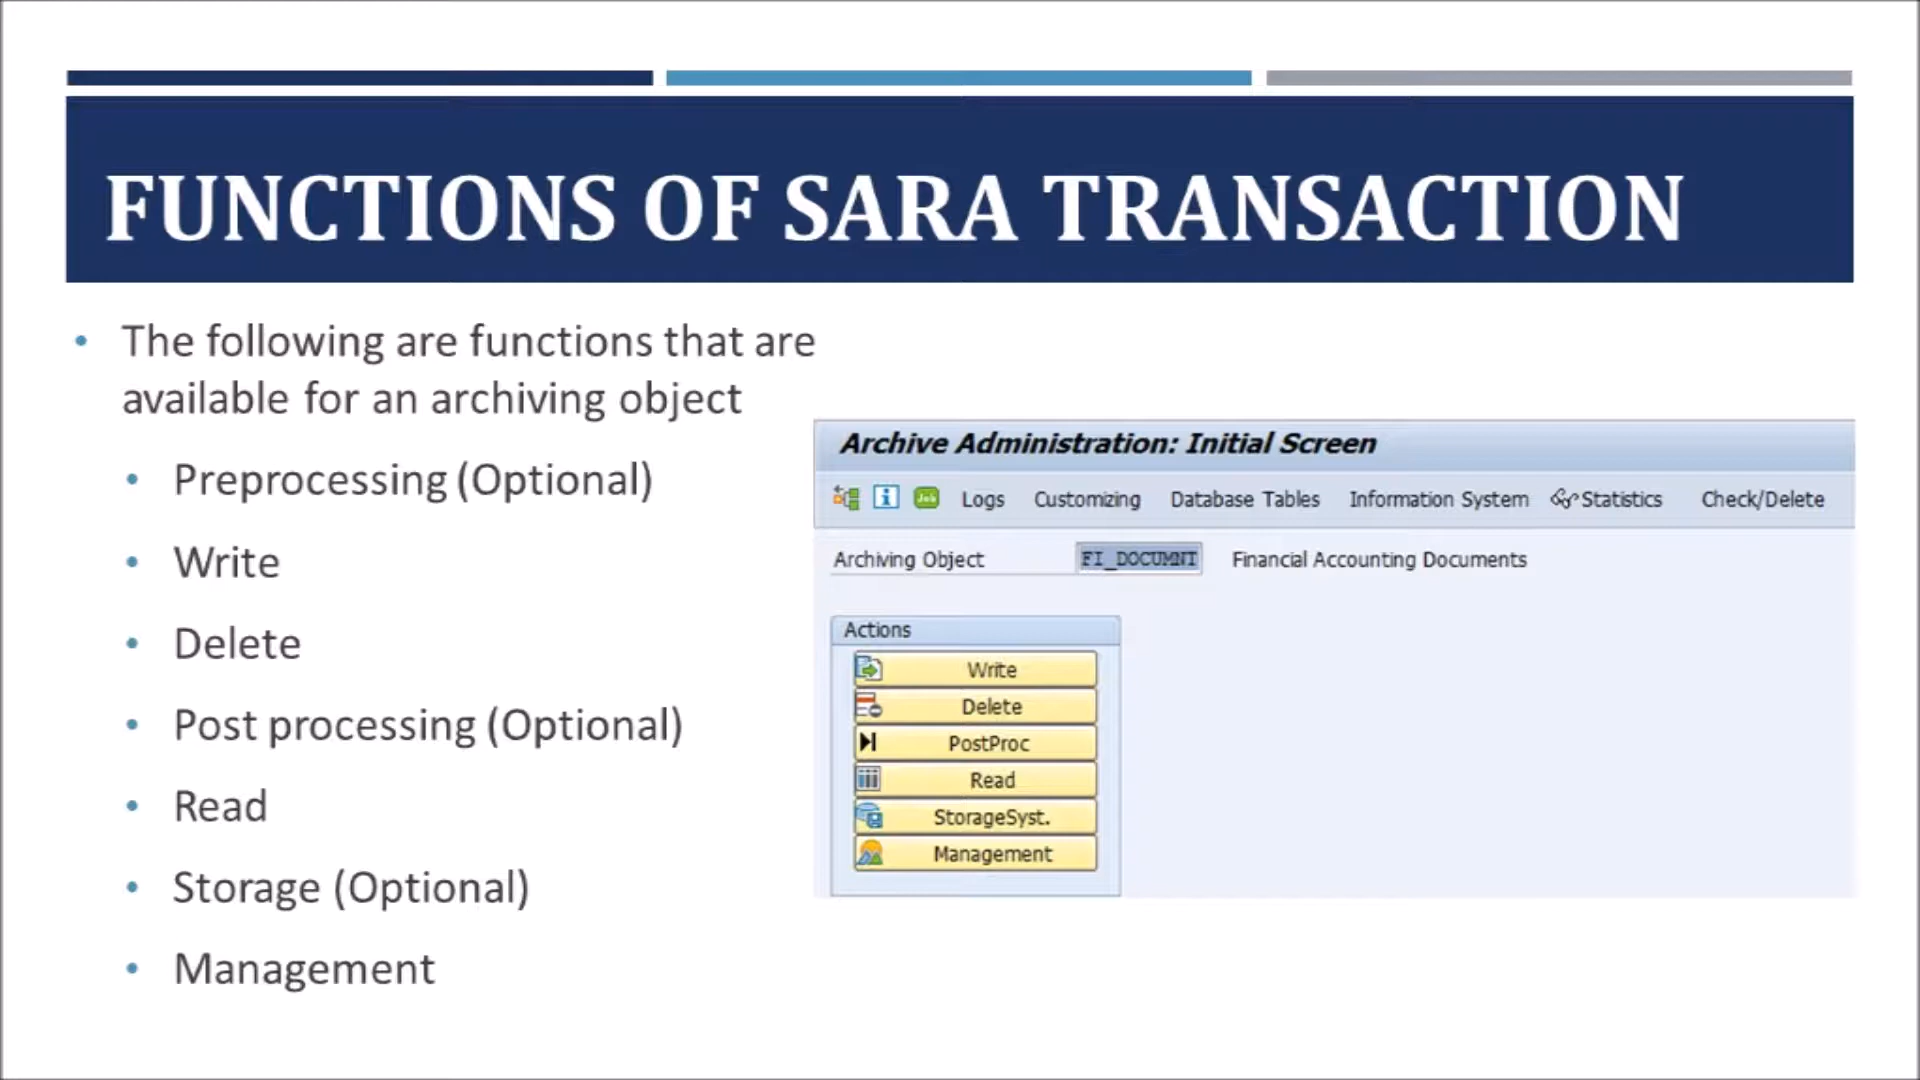 FUNCTIONS OF SARA TRANSACTION
• The following are functions that are
available for an archiving object
• Preprocessing (Optional)
• Write
• Delete
• Post processing (Optional)
• Read
• Storage (Optional)
• Management
Archive Administration: Initial Screen
Job Logs Customizing Database Tables Information System Statistics Check/Delete
Archiving Object FI_DOCUMNT Financial Accounting Documents
Actions
Write
Delete
PostProc
Read
StorageSyst.
Management